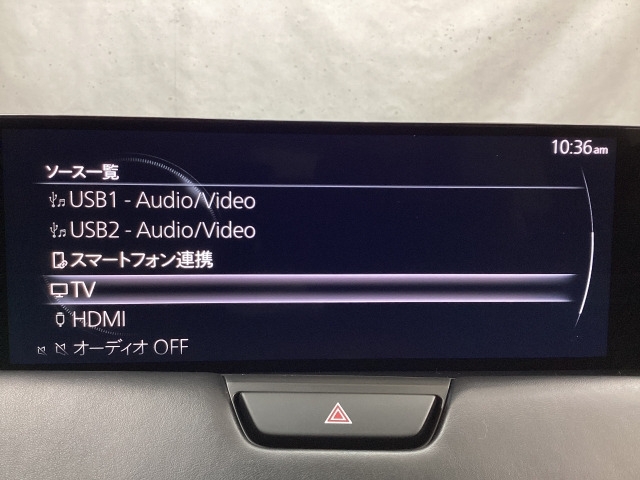 10:36am
ソース一覧
USB1 - Audio/Video
USB2 - Audio/Video
スマートフォン連携
TV
HDMI
オーディオ OFF